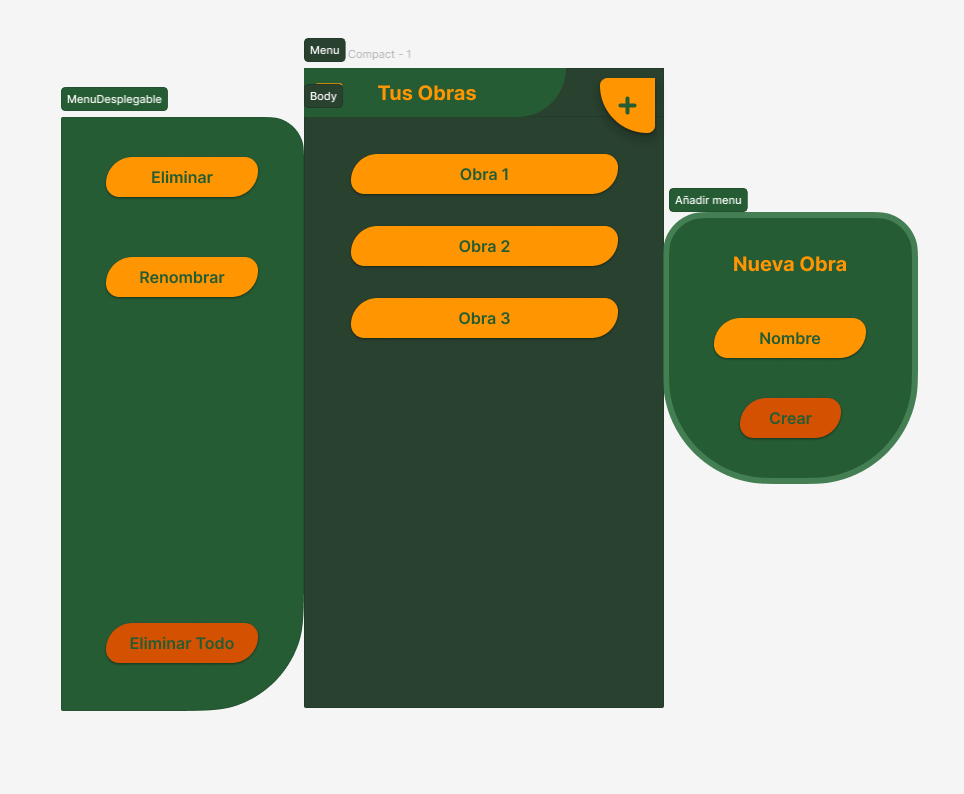 Menu
Compact - 1
MenuDesplegable
Body
Tus Obras
Eliminar
Renombrar
Eliminar Todo
Obra 1
Obra 2
Obra 3
Añadir menu
Nueva Obra
Nombre
Crear